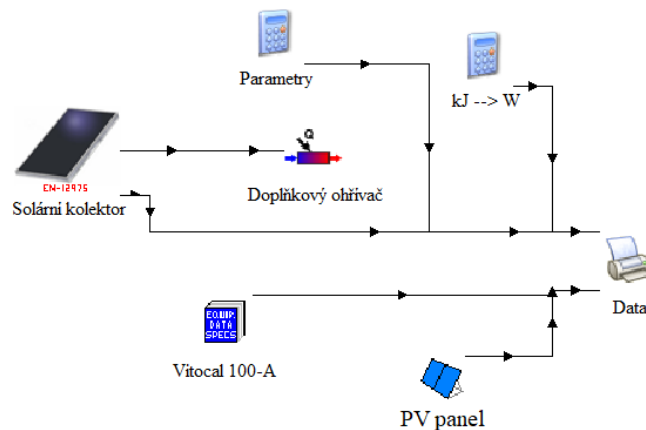 Parametry
kJ --> W
Q
EN-12975
Solární kolektor
Doplňkový ohřívač
EQUIP.
DATA
SPECS
Data
Vitocal 100-A
PV panel